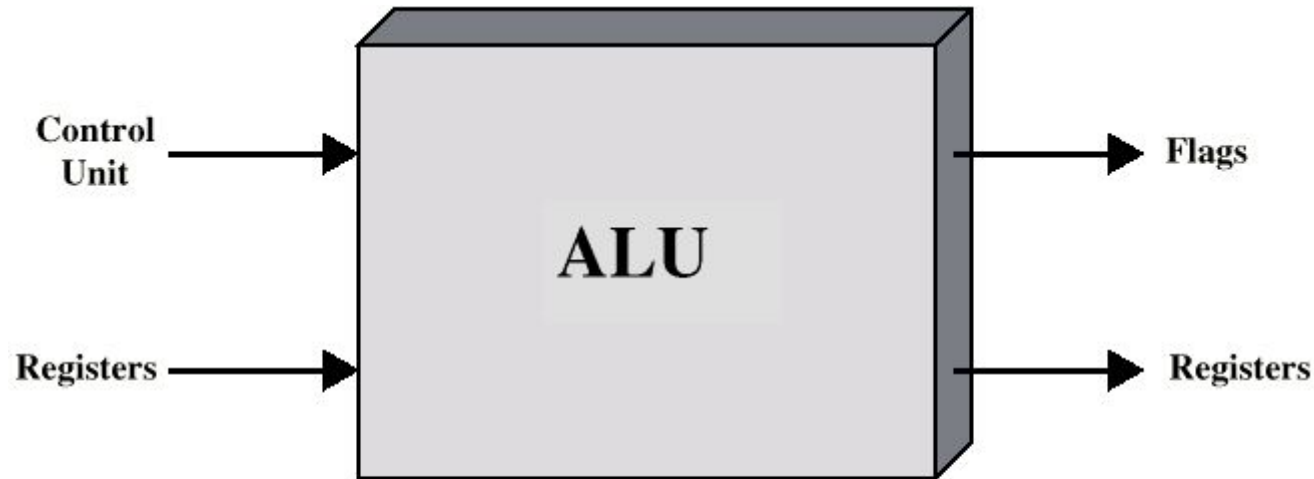 Control
Unit
Flags
ALU
Registers
Registers